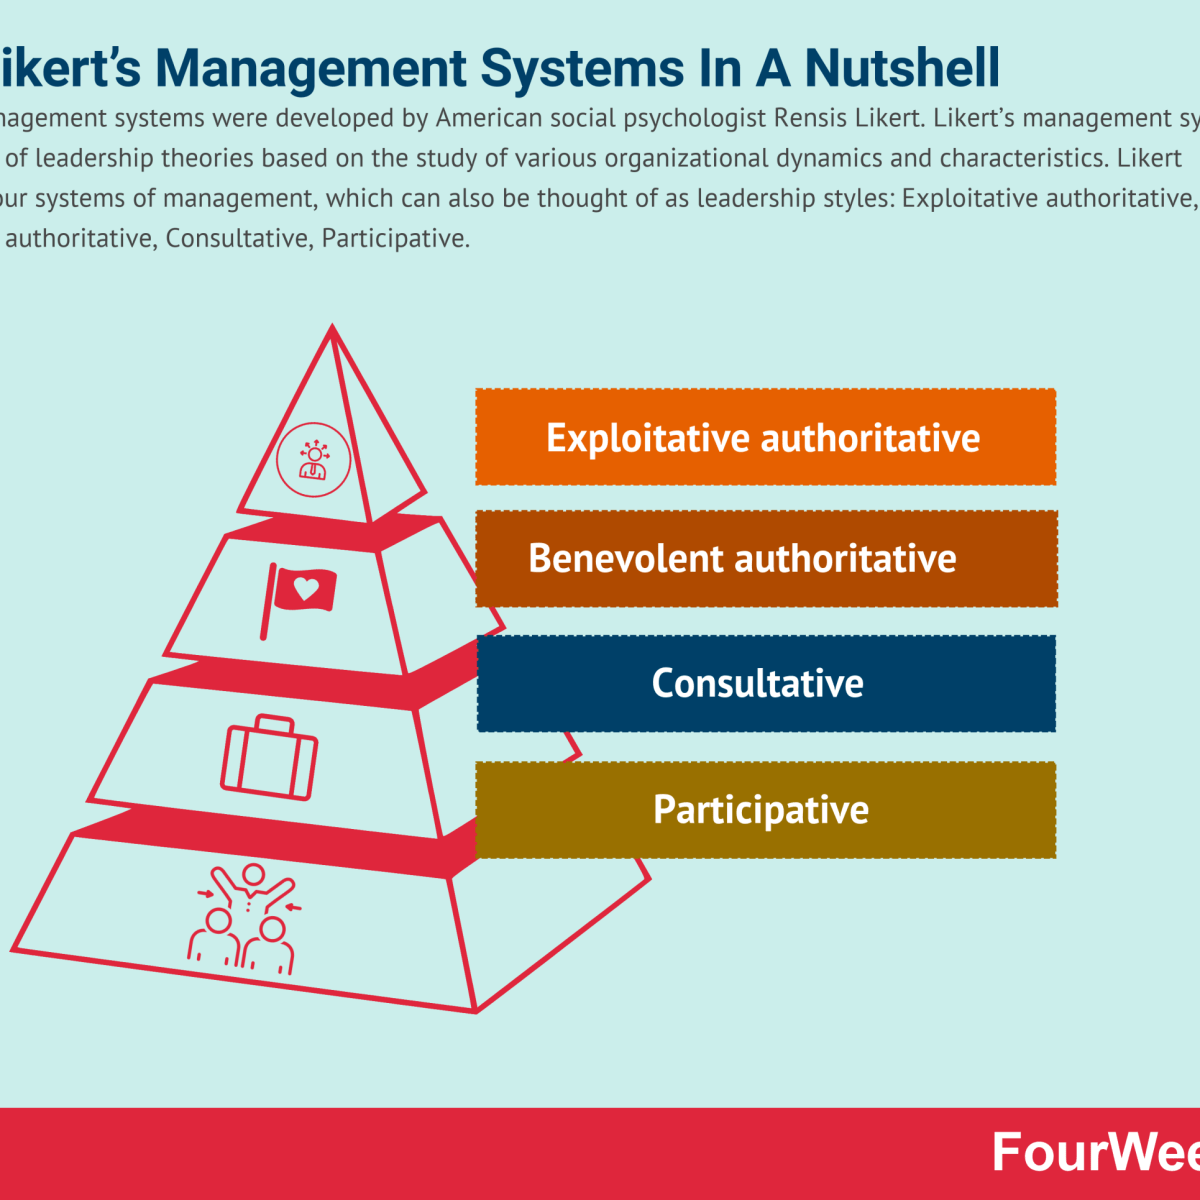 ikert’s Management Systems In A Nutshell
nagement systems were developed by American social psychologist Rensis Likert. Likert’s management sy
of leadership theories based on the study of various organizational dynamics and characteristics. Likert
our systems of management, which can also be thought of as leadership styles: Exploitative authoritative,
authoritative, Consultative, Participative.
Exploitative authoritative
Benevolent authoritative
Consultative
Participative
FourWee